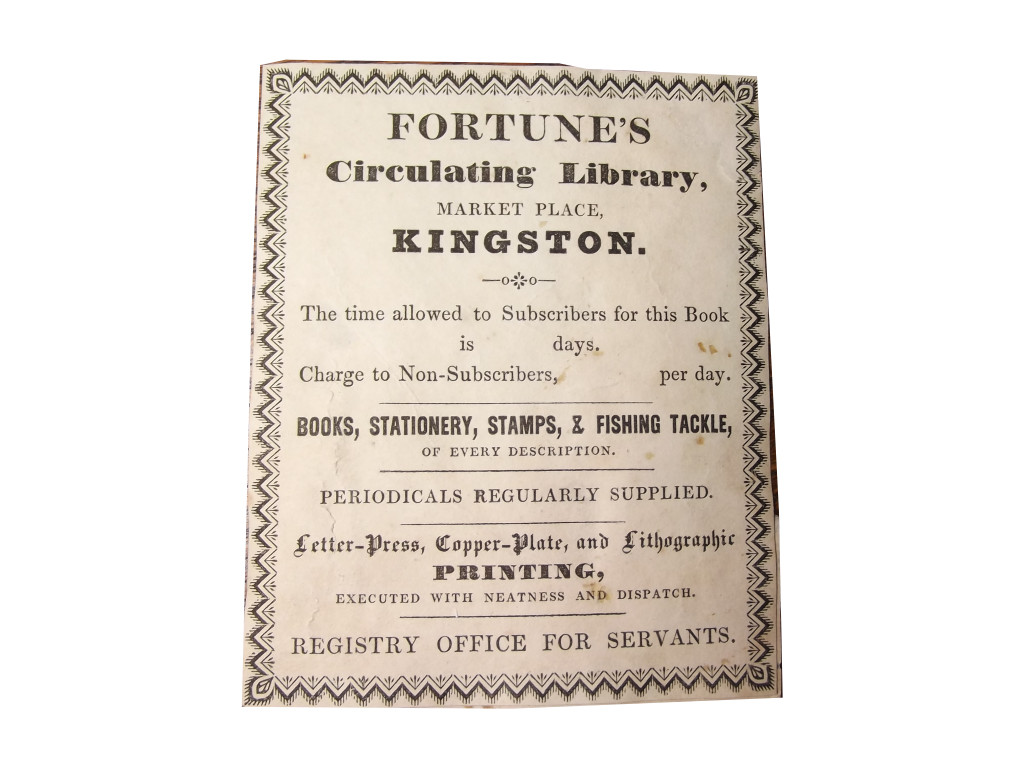 FORTUNE'S
Circulating Library,
MARKET PLACE,
KINGSTON.
The time allowed to Subscribers for this Book
is days.
Charge to Non-Subscribers, per day.
BOOKS, STATIONERY, STAMPS, & FISHING TACKLE,
OF EVERY DESCRIPTION.
PERIODICALS REGULARLY SUPPLIED.
Letter-Press, Copper-Plate, and Lithographic
PRINTING,
EXECUTED WITH NEATNESS AND DISPATCH.
REGISTRY OFFICE FOR SERVANTS.